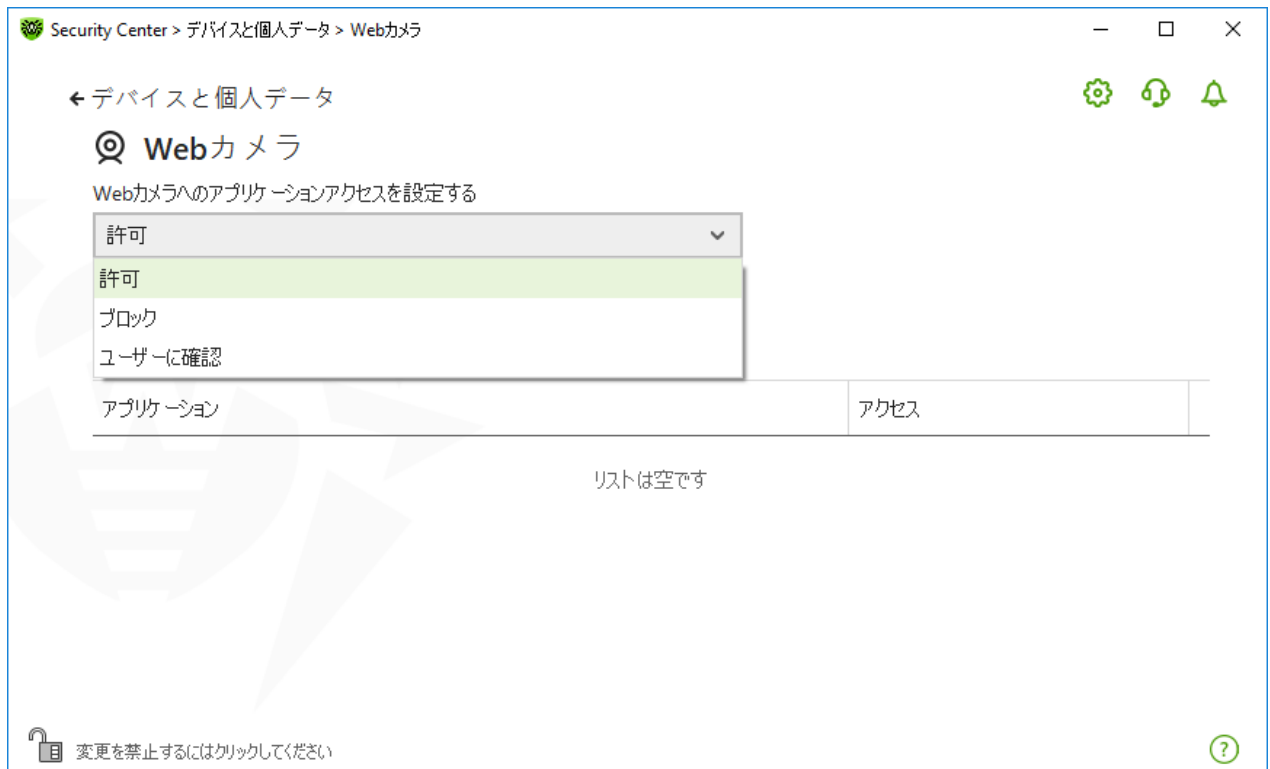 Security Center > デバイスと個人データ > Webカメラ
デバイスと個人データ
Webカメラ
Webカメラへのアプリケーションアクセスを設定する
許可
許可
ブロック
ユーザーに確認
アプリケーション アクセス
リストは空です
変更を禁止するにはクリックしてください
?